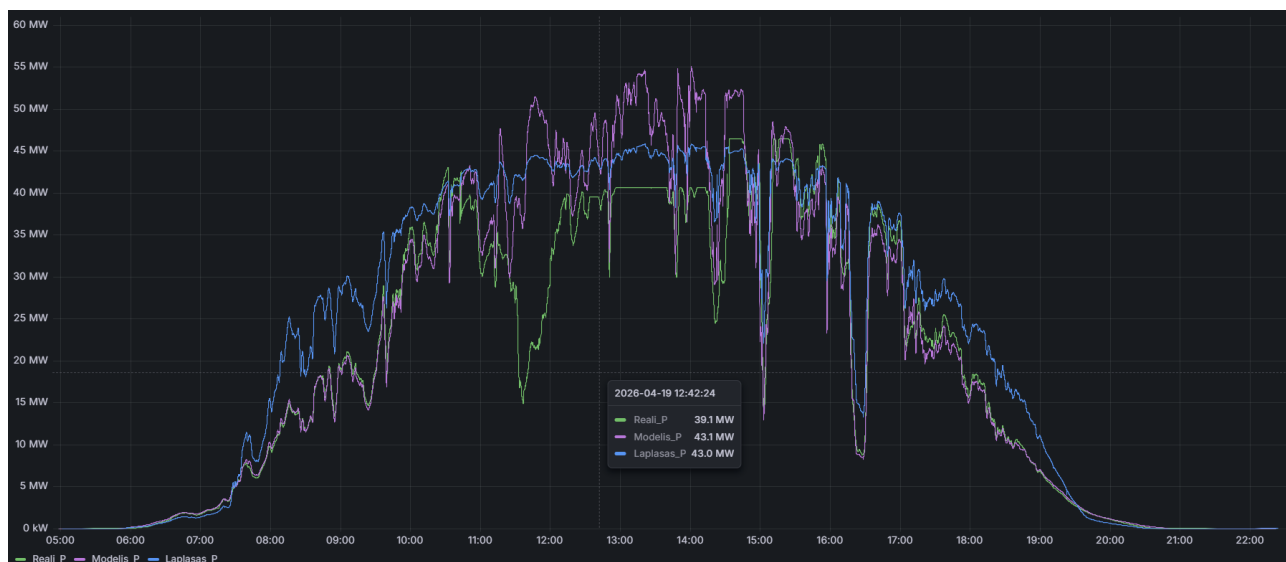 60 MW
55 MW
50 MW
45 MW
40 MW
35 MW
30 MW
25 MW
20 MW
15 MW
10 MW
5 MW
0 kW
05:00 06:00 07:00 08:00 09:00 10:00 11:00 12:00 13:00 14:00 15:00 16:00 17:00 18:00 19:00 20:00 21:00 22:00
2026-04-19 12:42:24
Reali_P 39.1 MW
Modelis_P 43.1 MW
Laplasas_P 43.0 MW
Reali_P Modelis_P Laplasas_P